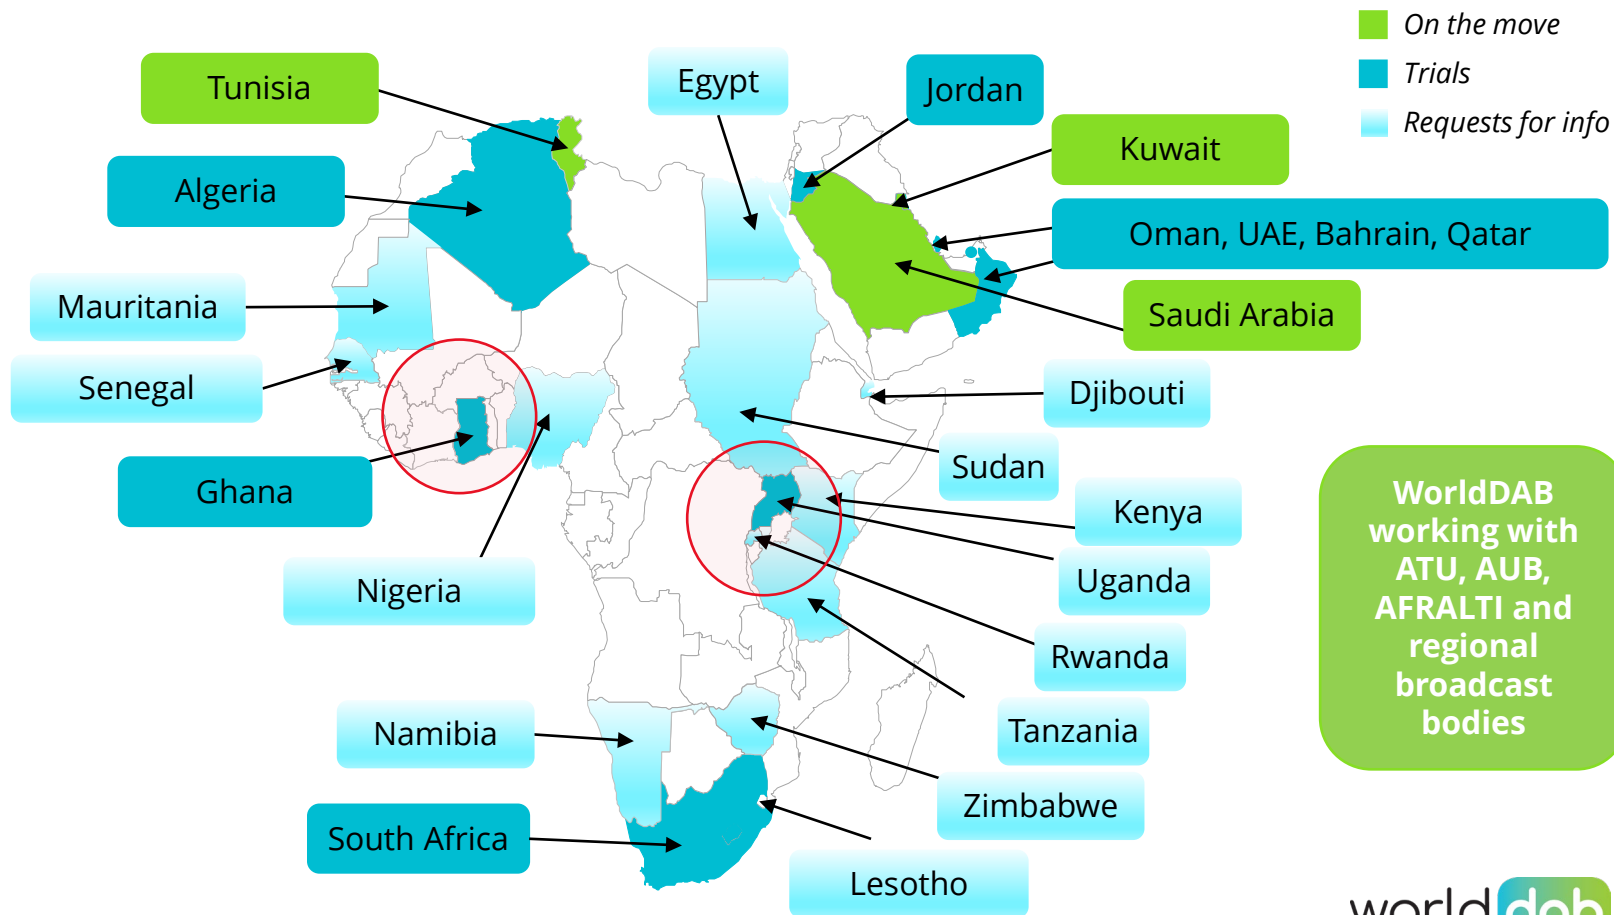 On the move
Trials
Requests for info
Tunisia
Egypt
Jordan
Kuwait
Algeria
Oman, UAE, Bahrain, Qatar
Mauritania
Saudi Arabia
Senegal
Djibouti
Sudan
Ghana
Kenya
Nigeria
Uganda
Rwanda
Namibia
Tanzania
Zimbabwe
South Africa
Lesotho
WorldDAB
working with
ATU, AUB,
AFRALTI and
regional
broadcast
bodies
worlddab